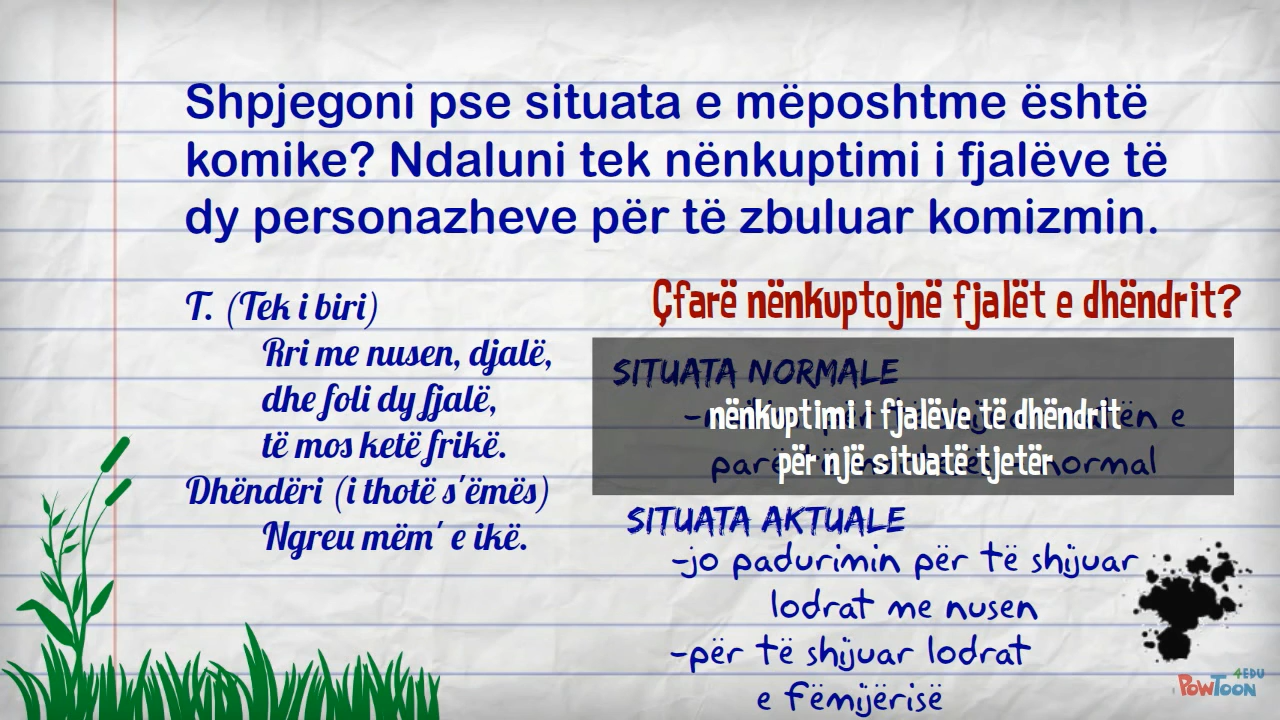 Shpjegoni pse situata e mëposhtme është
komike? Ndaluni tek nënkuptimi i fjalëve të
dy personazheve për të zbuluar komizmin.
T. (Tek i biri)
Rri me nusen, djalë,
dhe foli dy fjalë,
të mos ketë frikë.
Dhëndëri (i thotë s'ëmës)
Ngreu mëm' e ikë.
Çfarë nënkuptojnë fjalët e dhëndrit?
SITUATA NORMALE
nënkuptimi i fjalëve të dhëndrit
për një situatë tjetër
normal
SITUATA AKTUALE
-jo padurimin për të shijuar
lodrat me nusen
-për të shijuar lodrat
e fëmijërisë
4EDU
POWTOON